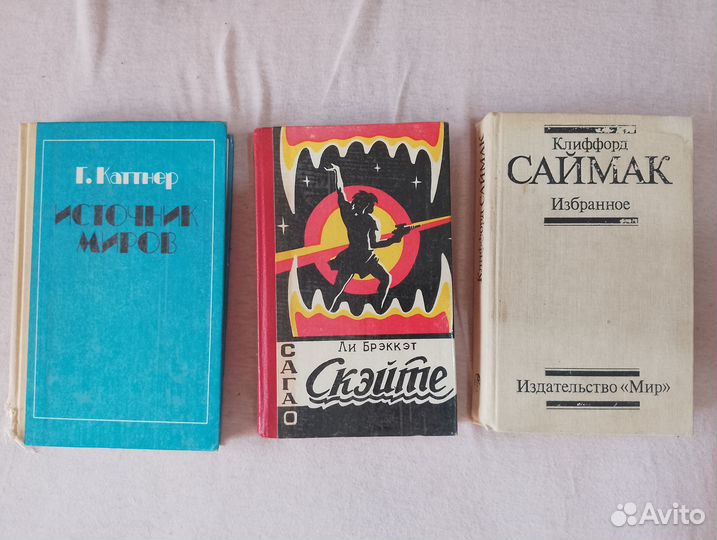 Г. Каттнер
ИСТОЧНИК
МИРОВ
САГА О
Ли Брэккэт
Скэйте
Клиффорд
САЙМАК
Избранное
Издательство «Мир»
Клиффорд САЙМАК
Avito